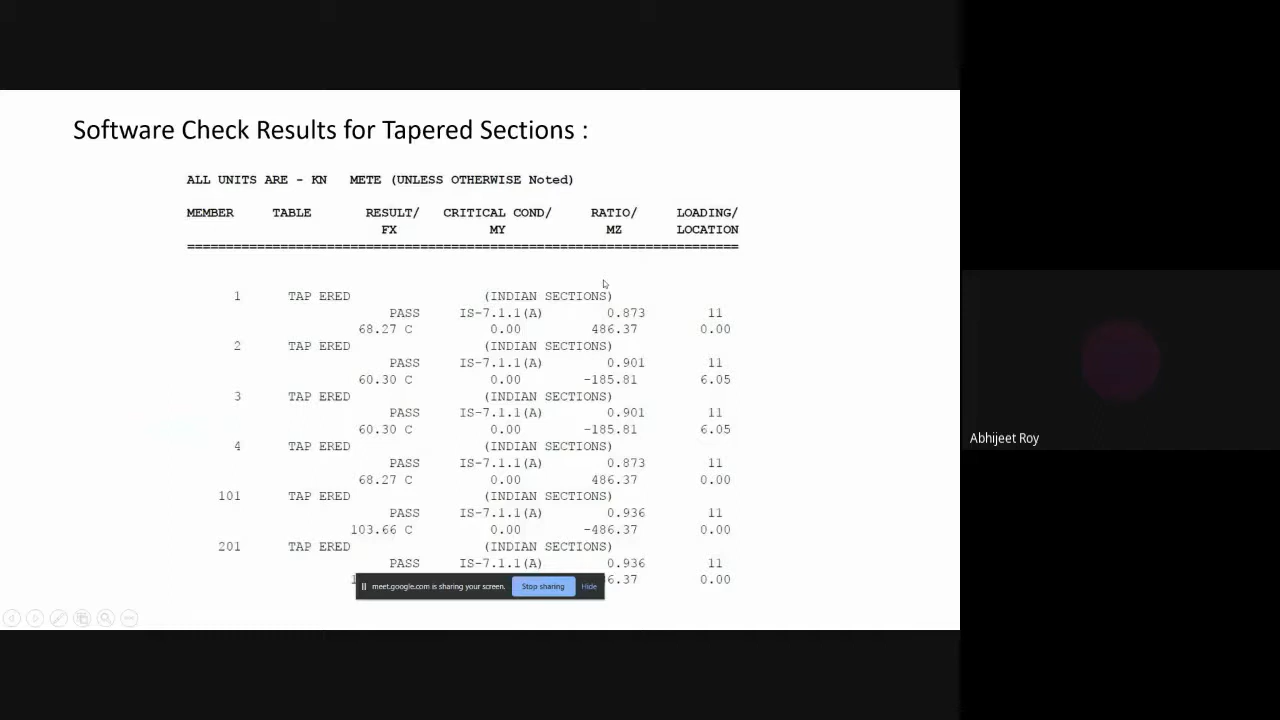 Software Check Results for Tapered Sections :
ALL UNITS ARE - KN METE (UNLESS OTHERWISE Noted)
MEMBER TABLE RESULT/ CRITICAL COND/ RATIO/ LOADING/
FX MY MZ LOCATION
==========================================================================
1 TAP ERED (INDIAN SECTIONS)
PASS IS-7.1.1(A) 0.873 11
68.27 C 0.00 486.37 0.00
2 TAP ERED (INDIAN SECTIONS)
PASS IS-7.1.1(A) 0.901 11
60.30 C 0.00 -185.81 6.05
3 TAP ERED (INDIAN SECTIONS)
PASS IS-7.1.1(A) 0.901 11
60.30 C 0.00 -185.81 6.05
4 TAP ERED (INDIAN SECTIONS)
PASS IS-7.1.1(A) 0.873 11
68.27 C 0.00 486.37 0.00
101 TAP ERED (INDIAN SECTIONS)
PASS IS-7.1.1(A) 0.936 11
103.66 C 0.00 -486.37 0.00
201 TAP ERED (INDIAN SECTIONS)
PASS IS-7.1.1(A) 0.936 11
6.37 0.00
meet.google.com is sharing your screen. Stop sharing Hide
Abhijeet Roy